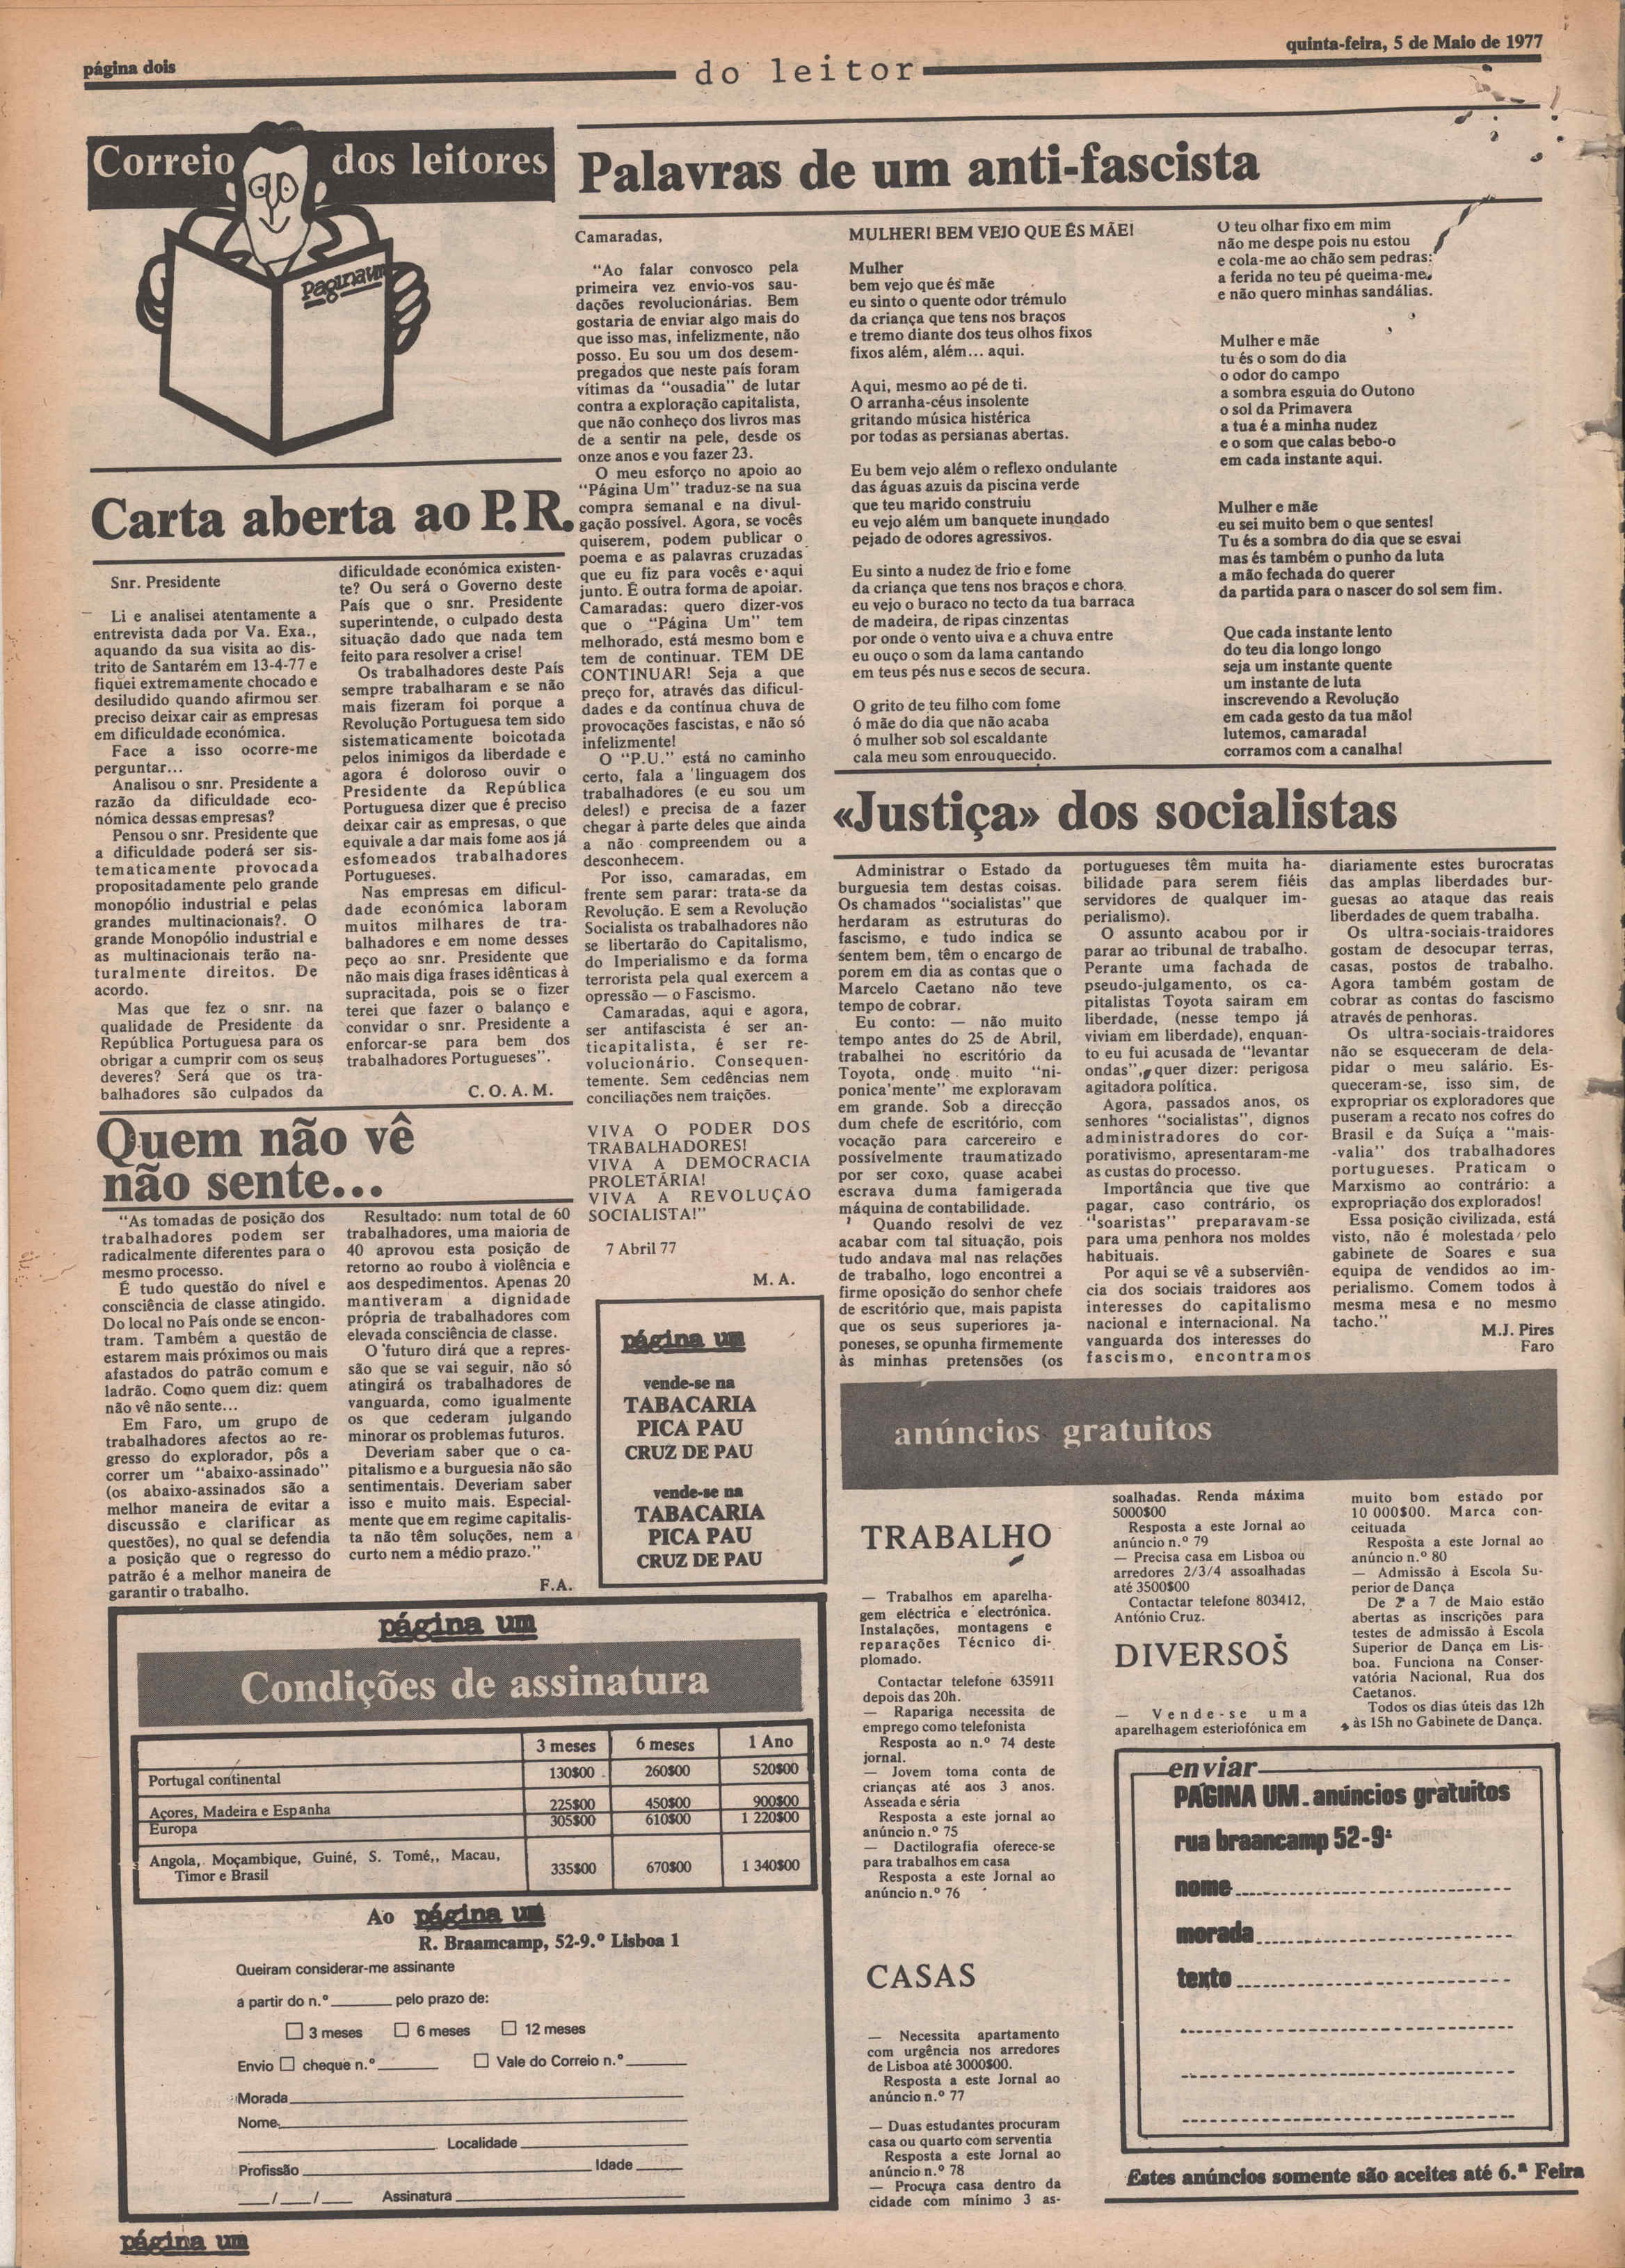 página dois
do leitor
quinta-feira, 5 de Maio de 1977
Correio dos leitores
Paginaum
Carta aberta ao P.R.
Snr. Presidente
Li e analisei atentamente a
entrevista dada por Va. Exa.,
aquando da sua visita ao dis-
trito de Santarém em 13-4-77 e
fiquei extremamente chocado e
desiludido quando afirmou ser
preciso deixar cair as empresas
em dificuldade económica.
Face a isso ocorre-me
perguntar...
Analisou o snr. Presidente a
razão da dificuldade eco-
nómica dessas empresas?
Pensou o snr. Presidente que
a dificuldade poderá ser sis-
tematicamente provocada
propositadamente pelo grande
monopólio industrial e pelas
grandes multinacionais?. O
grande Monopólio industrial e
as multinacionais terão na-
turalmente direitos. De
acordo.
Mas que fez o snr. na
qualidade de Presidente da
República Portuguesa para os
obrigar a cumprir com os seus
deveres? Será que os tra-
balhadores são culpados da
dificuldade económica existen-
te? Ou será o Governo deste
País que o snr. Presidente
superintende, o culpado desta
situação dado que nada tem
feito para resolver a crise!
Os trabalhadores deste País
sempre trabalharam e se não
mais fizeram foi porque a
Revolução Portuguesa tem sido
sistematicamente boicotada
pelos inimigos da liberdade e
agora é doloroso ouvir o
Presidente da República
Portuguesa dizer que é preciso
deixar cair as empresas, o que
equivale a dar mais fome aos já
esfomeados trabalhadores
Portugueses.
Nas empresas em dificul-
dade económica laboram
muitos milhares de tra-
balhadores e em nome desses
peço ao snr. Presidente que
não mais diga frases idênticas à
supracitada, pois se o fizer
terei que fazer o balanço e
convidar o snr. Presidente a
enforcar-se para bem dos
trabalhadores Portugueses".
C. O. A. M.
Quem não vê
não sente...
"As tomadas de posição dos
trabalhadores podem ser
radicalmente diferentes para o
mesmo processo.
É tudo questão do nível e
consciência de classe atingido.
Do local no País onde se encon-
tram. Também a questão de
estarem mais próximos ou mais
afastados do patrão comum e
ladrão. Como quem diz: quem
não vê não sente...
Em Faro, um grupo de
trabalhadores afectos ao re-
gresso do explorador, pôs a
correr um "abaixo-assinado"
(os abaixo-assinados são a
melhor maneira de evitar a
discussão e clarificar as
questões), no qual se defendia
a posição que o regresso do
patrão é a melhor maneira de
garantir o trabalho.
Resultado: num total de 60
trabalhadores, uma maioria de
40 aprovou esta posição de
retorno ao roubo à violência e
aos despedimentos. Apenas 20
mantiveram a dignidade
própria de trabalhadores com
elevada consciência de classe.
O futuro dirá que a repres-
são que se vai seguir, não só
atingirá os trabalhadores de
vanguarda, como igualmente
os que cederam julgando
minorar os problemas futuros.
Deveriam saber que o ca-
pitalismo e a burguesia não são
sentimentais. Deveriam saber
isso e muito mais. Especial-
mente que em regime capitalis-
ta não têm soluções, nem a
curto nem a médio prazo."
F.A.
Palavras de um anti-fascista
Camaradas,
"Ao falar convosco pela
primeira vez envio-vos sau-
dações revolucionárias. Bem
gostaria de enviar algo mais do
que isso mas, infelizmente, não
posso. Eu sou um dos desem-
pregados que neste país foram
vítimas da "ousadia" de lutar
contra a exploração capitalista,
que não conheço dos livros mas
de a sentir na pele, desde os
onze anos e vou fazer 23.
O meu esforço no apoio ao
"Página Um" traduz-se na sua
compra semanal e na divul-
gação possível. Agora, se vocês
quiserem, podem publicar o
poema e as palavras cruzadas
que eu fiz para vocês e aqui
junto. É outra forma de apoiar.
Camaradas: quero dizer-vos
que o "Página Um" tem
melhorado, está mesmo bom e
tem de continuar. TEM DE
CONTINUAR! Seja a que
preço for, através das dificul-
dades e da contínua chuva de
provocações fascistas, e não só
infelizmente!
O "P.U." está no caminho
certo, fala a linguagem dos
trabalhadores (e eu sou um
deles!) e precisa de a fazer
chegar à parte deles que ainda
a não compreendem ou a
desconhecem.
Por isso, camaradas, em
frente sem parar: trata-se da
Revolução. E sem a Revolução
Socialista os trabalhadores não
se libertarão do Capitalismo,
do Imperialismo e da forma
terrorista pela qual exercem a
opressão — o Fascismo.
Camaradas, aqui e agora,
ser antifascista é ser an-
ticapitalista, é ser re-
volucionário. Consequen-
temente. Sem cedências nem
conciliações nem traições.
VIVA O PODER DOS
TRABALHADORES!
VIVA A DEMOCRACIA
PROLETÁRIA!
VIVA A REVOLUÇÃO
SOCIALISTA!"
7 Abril 77
M. A.
MULHER! BEM VEJO QUE ÉS MÃE!
Mulher
bem vejo que és mãe
eu sinto o quente odor trémulo
da criança que tens nos braços
e tremo diante dos teus olhos fixos
fixos além, além... aqui.
Aqui, mesmo ao pé de ti.
O arranha-céus insolente
gritando música histérica
por todas as persianas abertas.
Eu bem vejo além o reflexo ondulante
das águas azuis da piscina verde
que teu marido construiu
eu vejo além um banquete inundado
pejado de odores agressivos.
Eu sinto a nudez de frio e fome
da criança que tens nos braços e chora
eu vejo o buraco no tecto da tua barraca
de madeira, de ripas cinzentas
por onde o vento uiva e a chuva entre
eu ouço o som da lama cantando
em teus pés nus e secos de secura.
O grito de teu filho com fome
ó mãe do dia que não acaba
ó mulher sob sol escaldante
cala meu som enrouquecido.
O teu olhar fixo em mim
não me despe pois nu estou
e cola-me ao chão sem pedras:
a ferida no teu pé queima-me.
e não quero minhas sandálias.
Mulher e mãe
tu és o som do dia
o odor do campo
a sombra esguia do Outono
o sol da Primavera
a tua é a minha nudez
e o som que calas bebo-o
em cada instante aqui.
Mulher e mãe
eu sei muito bem o que sentes!
Tu és a sombra do dia que se esvai
mas és também o punho da luta
a mão fechada do querer
da partida para o nascer do sol sem fim.
Que cada instante lento
do teu dia longo longo
seja um instante quente
um instante de luta
inscrevendo a Revolução
em cada gesto da tua mão!
lutemos, camarada!
corramos com a canalha!
«Justiça» dos socialistas
Administrar o Estado da
burguesia tem destas coisas.
Os chamados "socialistas" que
herdaram as estruturas do
fascismo, e tudo indica se
sentem bem, têm o encargo de
porem em dia as contas que o
Marcelo Caetano não teve
tempo de cobrar.
Eu conto: — não muito
tempo antes do 25 de Abril,
trabalhei no escritório da
Toyota, onde muito "ni-
ponica'mente" me exploravam
em grande. Sob a direcção
dum chefe de escritório, com
vocação para carcereiro e
possívelmente traumatizado
por ser coxo, quase acabei
escrava duma famigerada
máquina de contabilidade.
Quando resolvi de vez
acabar com tal situação, pois
tudo andava mal nas relações
de trabalho, logo encontrei a
firme oposição do senhor chefe
de escritório que, mais papista
que os seus superiores ja-
poneses, se opunha firmemente
às minhas pretensões (os
portugueses têm muita ha-
bilidade para serem fiéis
servidores de qualquer im-
perialismo).
O assunto acabou por ir
parar ao tribunal de trabalho.
Perante uma fachada de
pseudo-julgamento, os ca-
pitalistas Toyota sairam em
liberdade, (nesse tempo já
viviam em liberdade), enquan-
to eu fui acusada de "levantar
ondas", quer dizer: perigosa
agitadora política.
Agora, passados anos, os
senhores "socialistas", dignos
administradores do cor-
porativismo, apresentaram-me
as custas do processo.
Importância que tive que
pagar, caso contrário, os
"soaristas" preparavam-se
para uma penhora nos moldes
habituais.
Por aqui se vê a subserviên-
cia dos sociais traidores aos
interesses do capitalismo
nacional e internacional. Na
vanguarda dos interesses do
fascismo, encontramos
diariamente estes burocratas
das amplas liberdades bur-
guesas ao ataque das reais
liberdades de quem trabalha.
Os ultra-sociais-traidores
gostam de desocupar terras,
casas, postos de trabalho.
Agora também gostam de
cobrar as contas do fascismo
através de penhoras.
Os ultra-sociais-traidores
não se esqueceram de dela-
pidar o meu salário. Es-
queceram-se, isso sim, de
expropriar os exploradores que
puseram a recato nos cofres do
Brasil e da Suíça a "mais-
-valia" dos trabalhadores
portugueses. Praticam o
Marxismo ao contrário: a
expropriação dos explorados!
Essa posição civilizada, está
visto, não é molestada pelo
gabinete de Soares e sua
equipa de vendidos ao im-
perialismo. Comem todos à
mesma mesa e no mesmo
tacho."
M.J. Pires
Faro
página um
vende-se na
TABACARIA
PICA PAU
CRUZ DE PAU
vende-se na
TABACARIA
PICA PAU
CRUZ DE PAU
anúncios gratuitos
TRABALHO
— Trabalhos em aparelha-
gem eléctrica e electrónica.
Instalações, montagens e
reparações Técnico di-
plomado.
Contactar telefone 635911
depois das 20h.
— Rapariga necessita de
emprego como telefonista
Resposta ao n.º 74 deste
jornal.
— Jovem toma conta de
crianças até aos 3 anos.
Asseada e séria
Resposta a este jornal ao
anúncio n.º 75
— Dactilografia oferece-se
para trabalhos em casa
Resposta a este Jornal ao
anúncio n.º 76
CASAS
— Necessita apartamento
com urgência nos arredores
de Lisboa até 3000$00.
Resposta a este Jornal ao
anúncio n.º 77
— Duas estudantes procuram
casa ou quarto com serventia
Resposta a este Jornal ao
anúncio n.º 78
— Procura casa dentro da
cidade com mínimo 3 as-
soalhadas. Renda máxima
5000$00
Resposta a este Jornal ao
anúncio n.º 79
— Precisa casa em Lisboa ou
arredores 2/3/4 assoalhadas
até 3500$00
Contactar telefone 803412,
António Cruz.
DIVERSOS
— Vende-se uma
aparelhagem esteriofónica em
muito bom estado por
10 000$00. Marca con-
ceituada
Resposta a este Jornal ao
anúncio n.º 80
— Admissão à Escola Su-
perior de Dança
De 2 a 7 de Maio estão
abertas as inscrições para
testes de admissão à Escola
Superior de Dança em Lis-
boa. Funciona na Conser-
vatória Nacional, Rua dos
Caetanos.
Todos os dias úteis das 12h
às 15h no Gabinete de Dança.
enviar
PÁGINA UM - anúncios gratuitos
rua braancamp 52-9º
nome
morada
texto
Estes anúncios somente são aceites até 6.ª Feira
página um
Condições de assinatura
3 meses 6 meses 1 Ano
Portugal continental 130$00 260$00 520$00
Açores, Madeira e Espanha 225$00 450$00 900$00
Europa 305$00 610$00 1 220$00
Angola, Moçambique, Guiné, S. Tomé,, Macau,
Timor e Brasil 335$00 670$00 1 340$00
Ao página um
R. Braamcamp, 52-9.º Lisboa 1
Queiram considerar-me assinante
a partir do n.º ______ pelo prazo de:
3 meses 6 meses 12 meses
Envio cheque n.º ______ Vale do Correio n.º ______
Morada
Nome
Localidade
Profissão Idade
__/__/__ Assinatura
página um